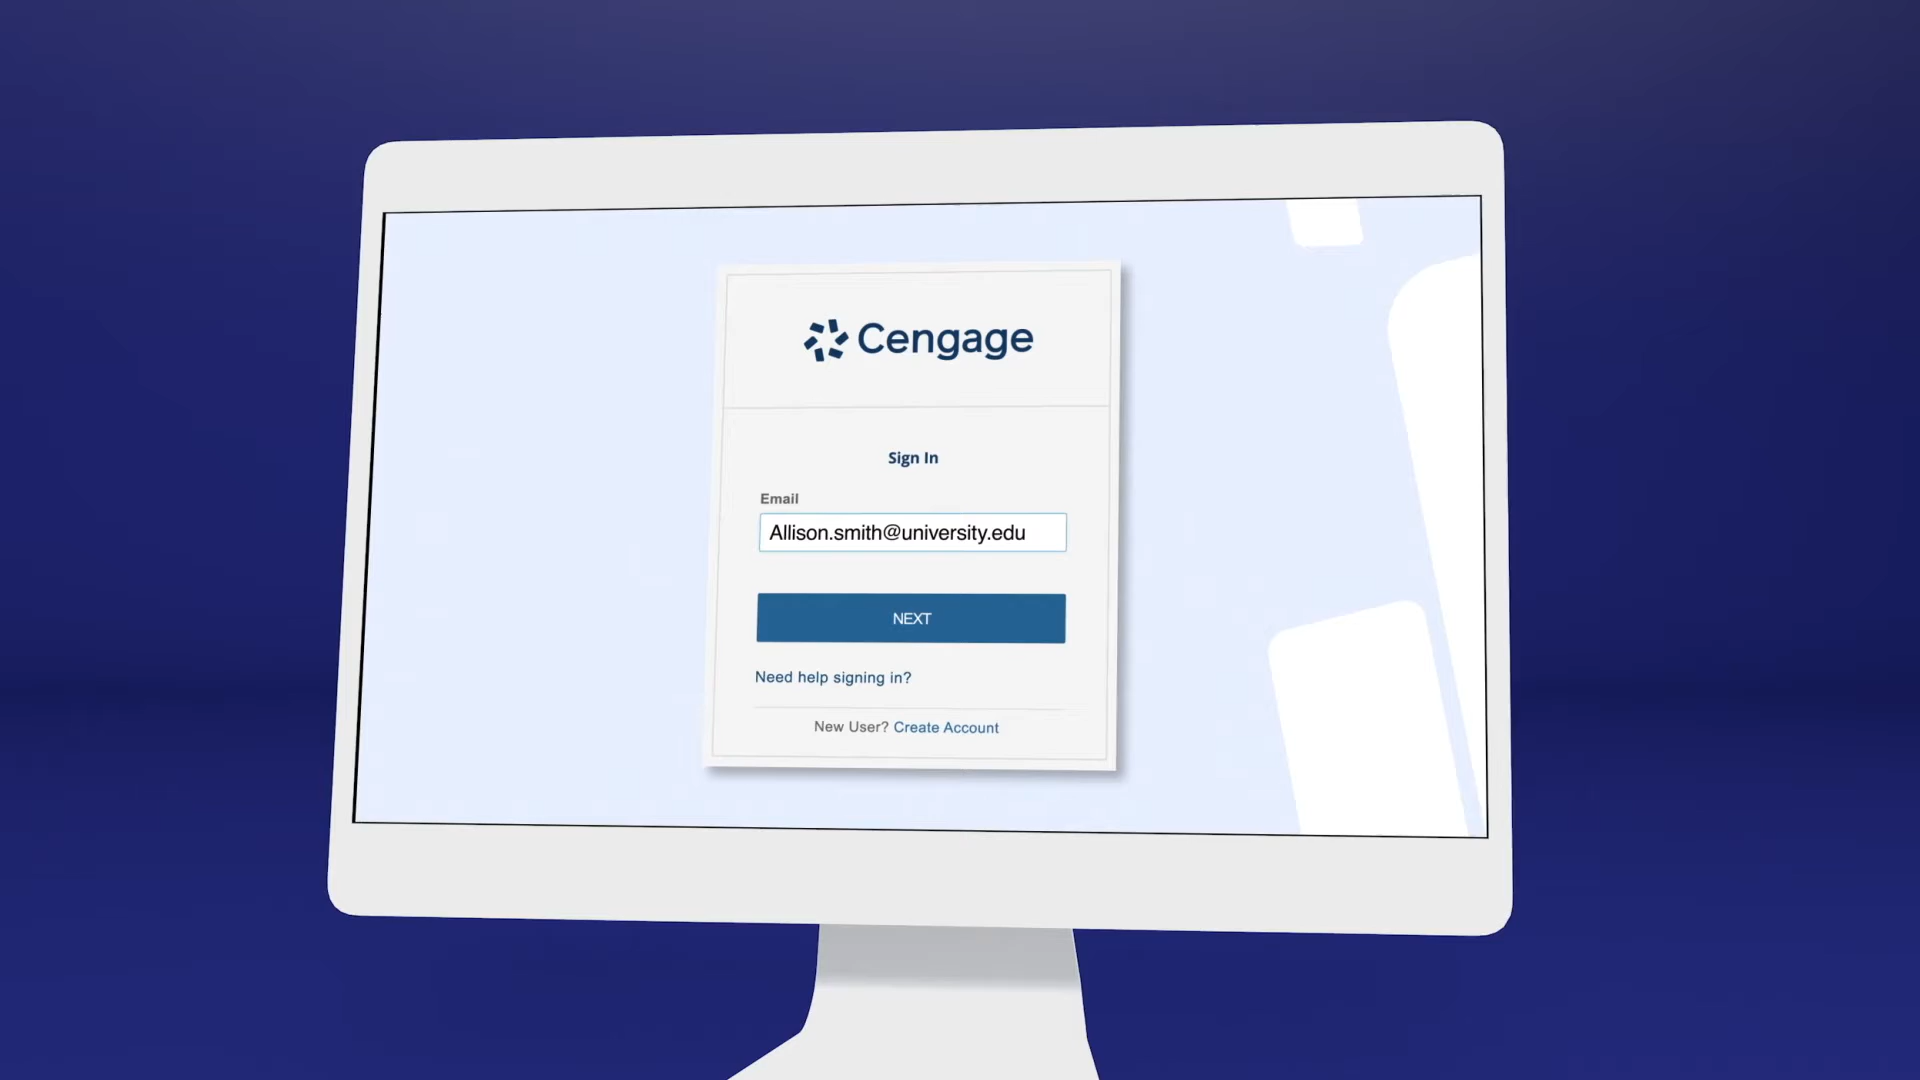 Cengage
Sign In
Email
Allison.smith@university.edu
NEXT
Need help signing in?
New User? Create Account